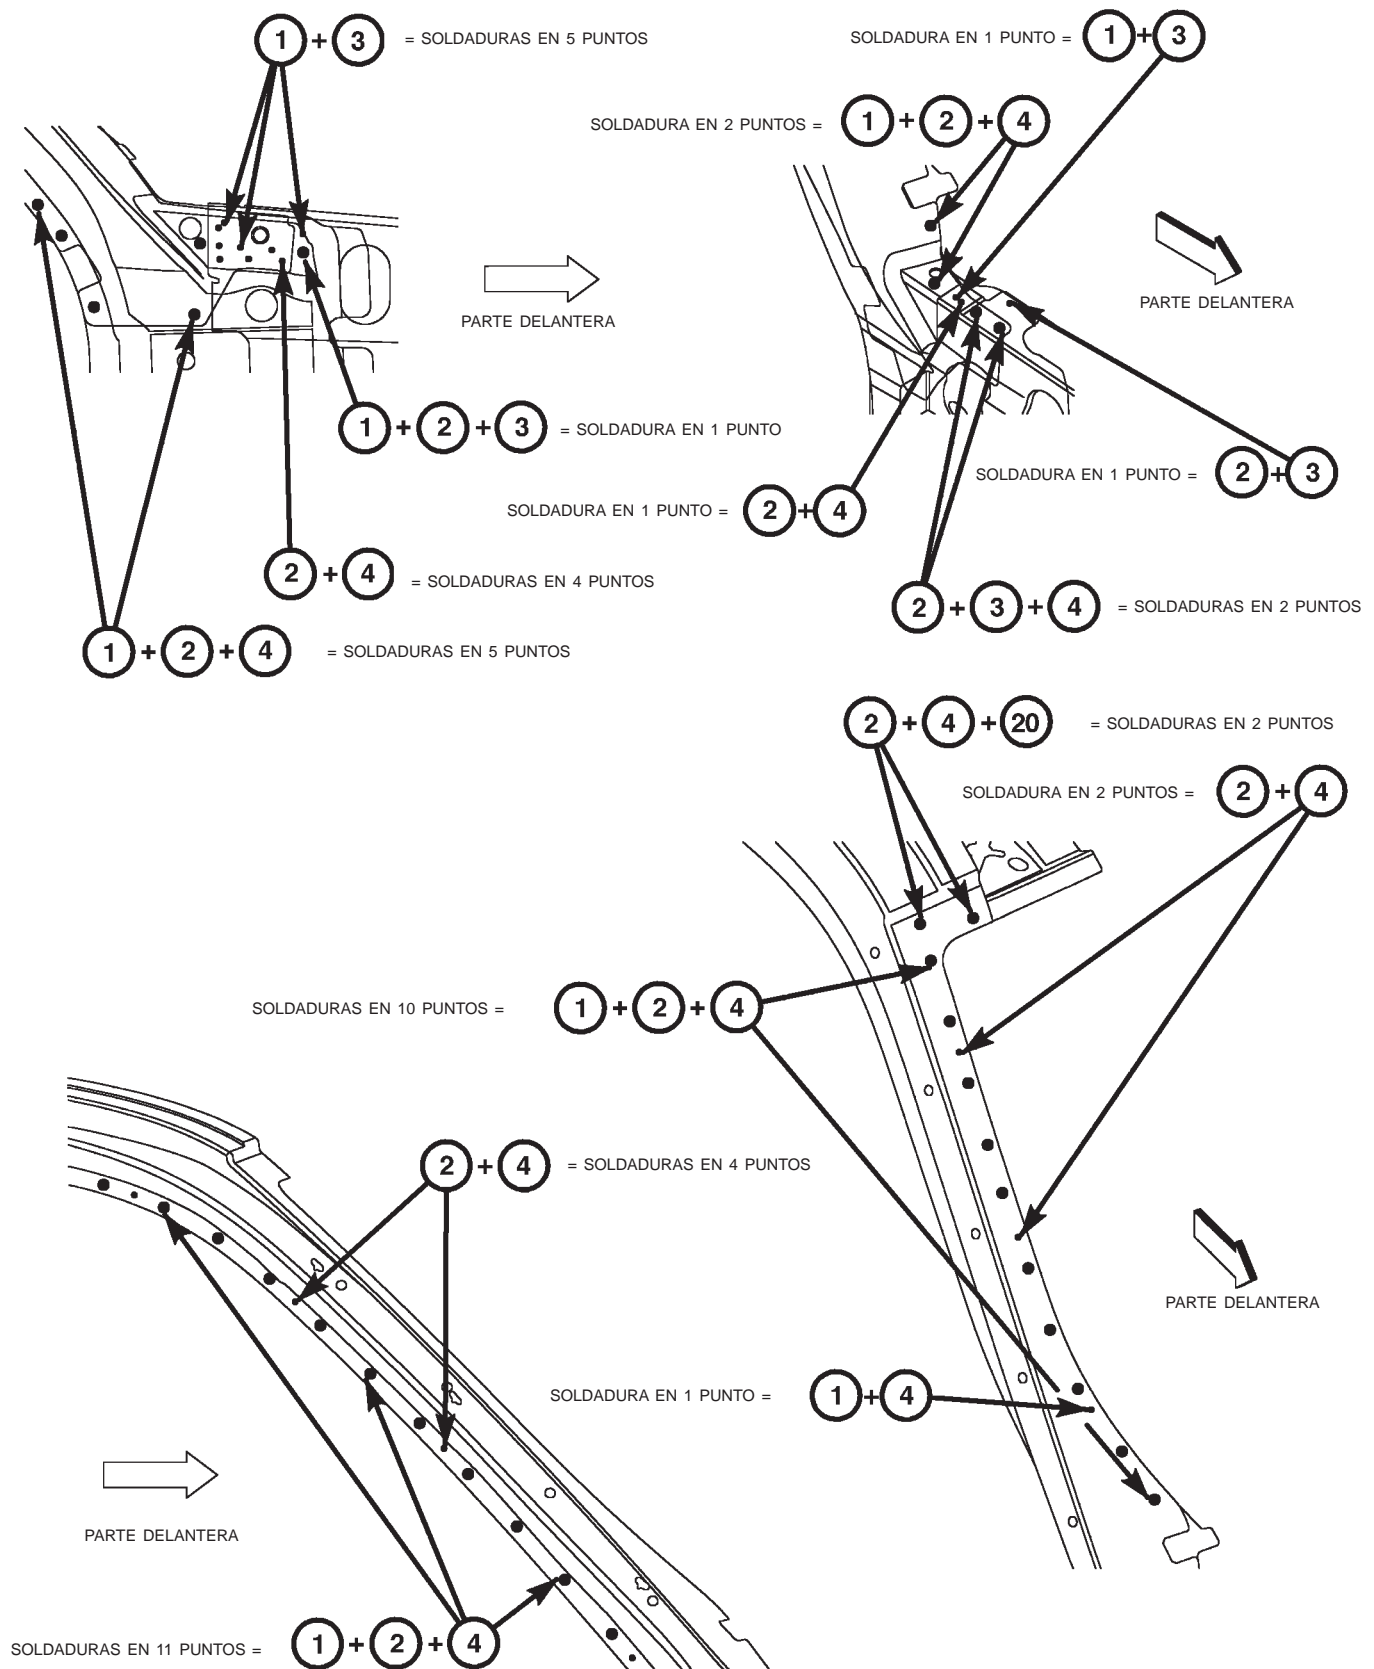 1 + 3 = SOLDADURAS EN 5 PUNTOS
SOLDADURA EN 1 PUNTO = 1 + 3
SOLDADURA EN 2 PUNTOS = 1 + 2 + 4
PARTE DELANTERA
PARTE DELANTERA
1 + 2 + 3 = SOLDADURA EN 1 PUNTO
SOLDADURA EN 1 PUNTO = 2 + 3
SOLDADURA EN 1 PUNTO = 2 + 4
2 + 4 = SOLDADURAS EN 4 PUNTOS
2 + 3 + 4 = SOLDADURAS EN 2 PUNTOS
1 + 2 + 4 = SOLDADURAS EN 5 PUNTOS
2 + 4 + 20 = SOLDADURAS EN 2 PUNTOS
SOLDADURA EN 2 PUNTOS = 2 + 4
SOLDADURAS EN 10 PUNTOS = 1 + 2 + 4
2 + 4 = SOLDADURAS EN 4 PUNTOS
PARTE DELANTERA
SOLDADURA EN 1 PUNTO = 1 + 4
PARTE DELANTERA
SOLDADURAS EN 11 PUNTOS = 1 + 2 + 4